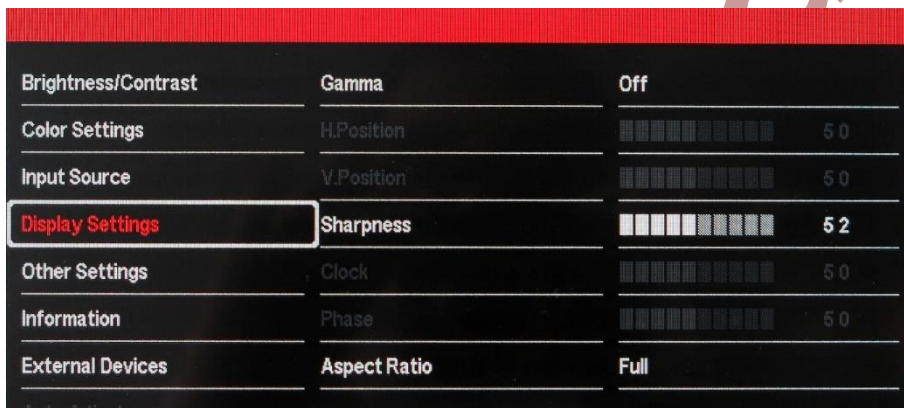 Brightness/Contrast Gamma Off
Color Settings H.Position 50
Input Source V.Position 50
Display Settings Sharpness 52
Other Settings Clock 50
Information Phase 50
External Devices Aspect Ratio Full